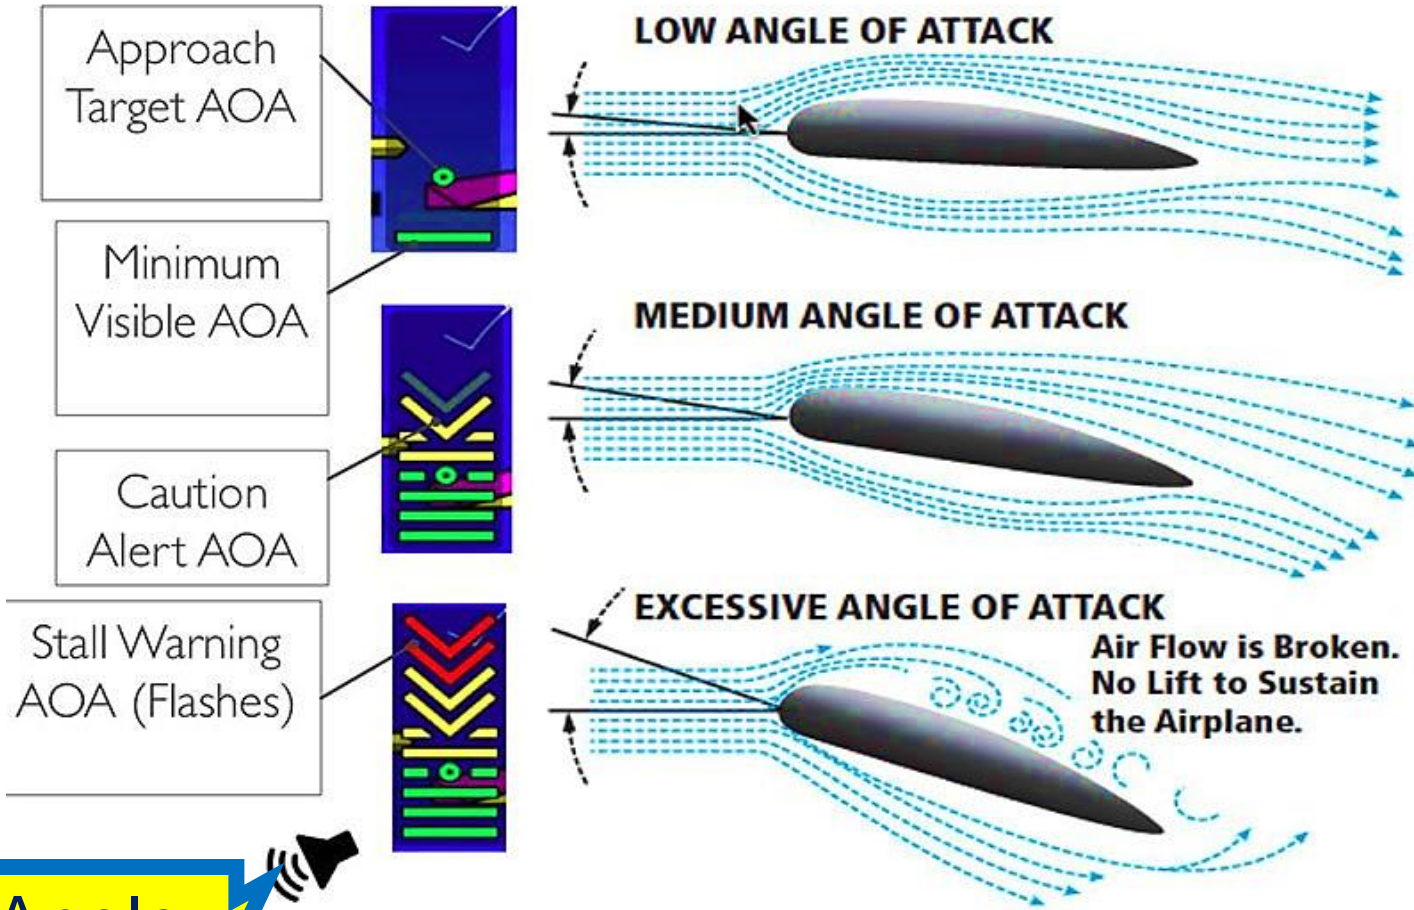 Approach
Target AOA
Minimum
Visible AOA
Caution
Alert AOA
Stall Warning
AOA (Flashes)
LOW ANGLE OF ATTACK
MEDIUM ANGLE OF ATTACK
EXCESSIVE ANGLE OF ATTACK
Air Flow is Broken.
No Lift to Sustain
the Airplane.
Angle